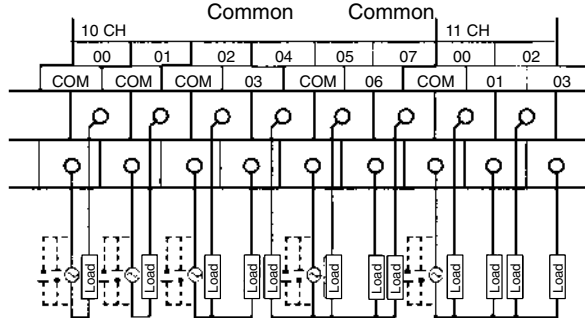 Common Common
10 CH 11 CH
00 01 02 04 05 07 00 02
COM COM COM 03 COM 06 COM 01 03
Load Load Load Load Load Load Load Load Load Load Load Load